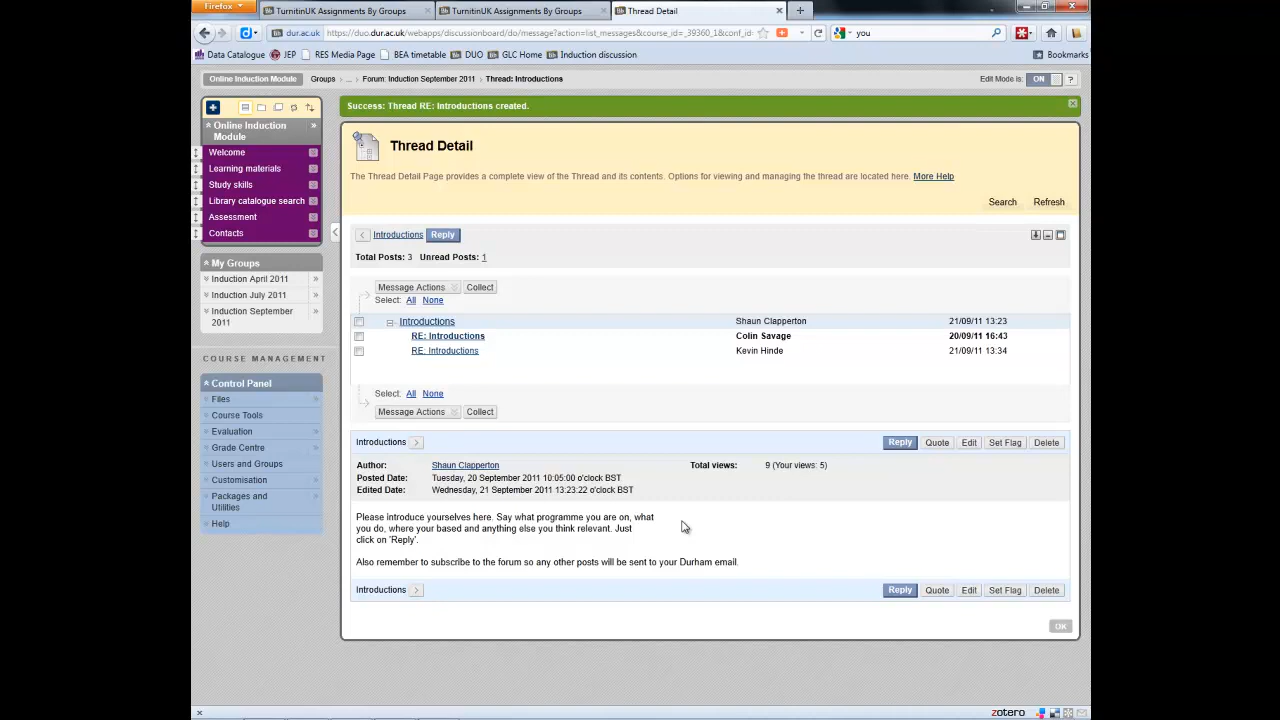 Firefox
TurnitinUK Assignments By Groups
TurnitinUK Assignments By Groups
Thread Detail
dur.ac.uk https://duo.dur.ac.uk/webapps/discussionboard/do/message?action=list_messages&course_id=_39360_1&conf_id
you
Data Catalogue JEP RES Media Page BEA timetable DUO GLC Home Induction discussion Bookmarks
Online Induction Module Groups ... Forum: Induction September 2011 Thread: Introductions Edit Mode is: ON ?
Success: Thread RE: Introductions created.
Online Induction
Module
Welcome
Learning materials
Study skills
Library catalogue search
Assessment
Contacts
My Groups
Induction April 2011
Induction July 2011
Induction September
2011
COURSE MANAGEMENT
Control Panel
Files
Course Tools
Evaluation
Grade Centre
Users and Groups
Customisation
Packages and
Utilities
Help
Thread Detail
The Thread Detail Page provides a complete view of the Thread and its contents. Options for viewing and managing the thread are located here. More Help
Search Refresh
Introductions Reply
Total Posts: 3 Unread Posts: 1
Message Actions Collect
Select: All None
Introductions Shaun Clapperton 21/09/11 13:23
RE: Introductions Colin Savage 20/09/11 16:43
RE: Introductions Kevin Hinde 21/09/11 13:34
Select: All None
Message Actions Collect
Introductions Reply Quote Edit Set Flag Delete
Author: Shaun Clapperton Total views: 9 (Your views: 5)
Posted Date: Tuesday, 20 September 2011 10:05:00 o'clock BST
Edited Date: Wednesday, 21 September 2011 13:23:22 o'clock BST
Please introduce yourselves here. Say what programme you are on, what
you do, where your based and anything else you think relevant. Just
click on 'Reply'.
Also remember to subscribe to the forum so any other posts will be sent to your Durham email.
Introductions Reply Quote Edit Set Flag Delete
OK
zotero